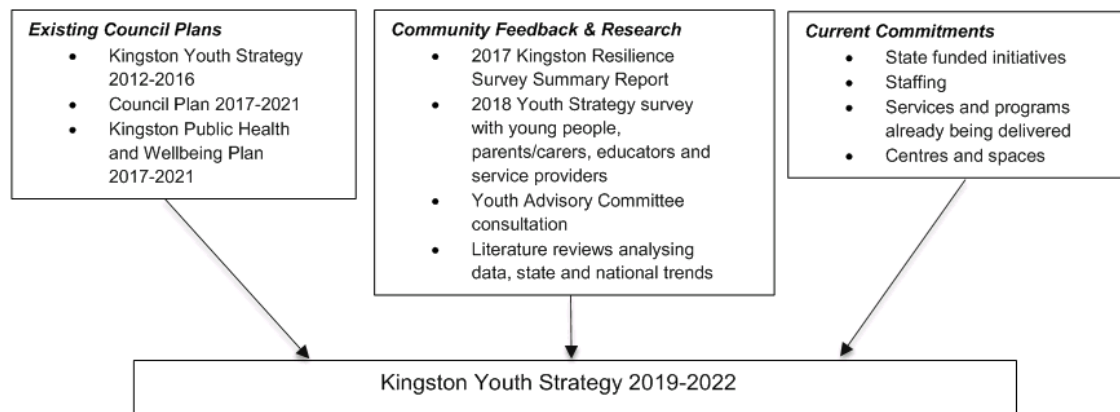 Existing Council Plans
• Kingston Youth Strategy
2012-2016
• Council Plan 2017-2021
• Kingston Public Health
and Wellbeing Plan
2017-2021
Community Feedback & Research
• 2017 Kingston Resilience
Survey Summary Report
• 2018 Youth Strategy survey
with young people,
parents/carers, educators and
service providers
• Youth Advisory Committee
consultation
• Literature reviews analysing
data, state and national trends
Current Commitments
• State funded initiatives
• Staffing
• Services and programs
already being delivered
• Centres and spaces
Kingston Youth Strategy 2019-2022